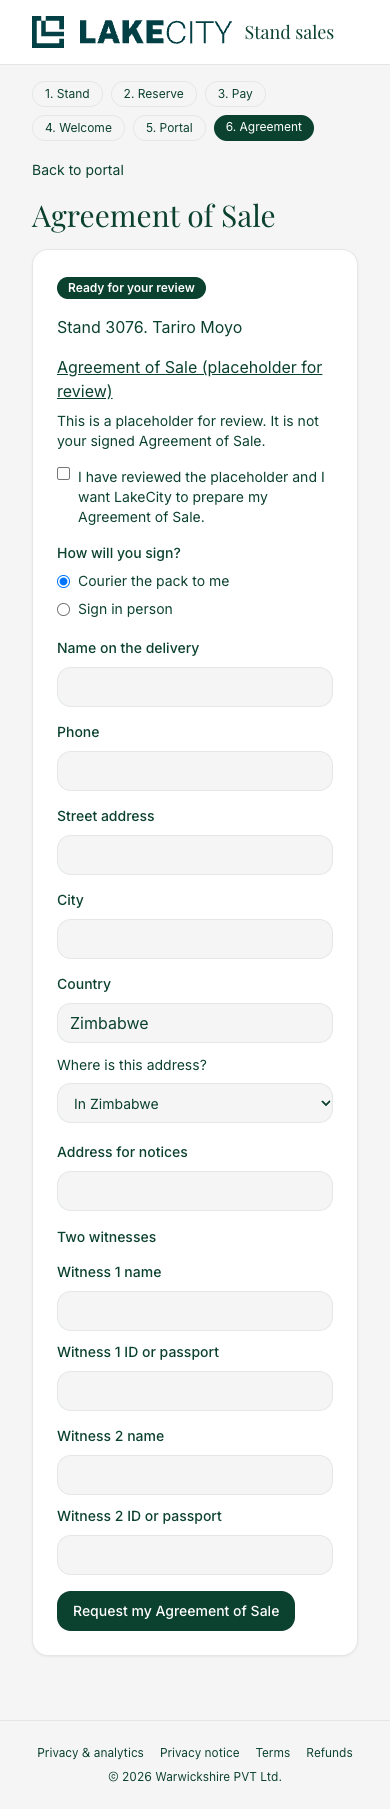 LAKECITY Stand sales
1. Stand
2. Reserve
3. Pay
4. Welcome
5. Portal
6. Agreement
Back to portal
Agreement of Sale
Ready for your review
Stand 3076. Tariro Moyo
Agreement of Sale (placeholder for
review)
This is a placeholder for review. It is not
your signed Agreement of Sale.
I have reviewed the placeholder and I
want LakeCity to prepare my
Agreement of Sale.
How will you sign?
Courier the pack to me
Sign in person
Name on the delivery
Phone
Street address
City
Country
Zimbabwe
Where is this address?
In Zimbabwe
Address for notices
Two witnesses
Witness 1 name
Witness 1 ID or passport
Witness 2 name
Witness 2 ID or passport
Request my Agreement of Sale
Privacy & analytics
Privacy notice
Terms
Refunds
© 2026 Warwickshire PVT Ltd.